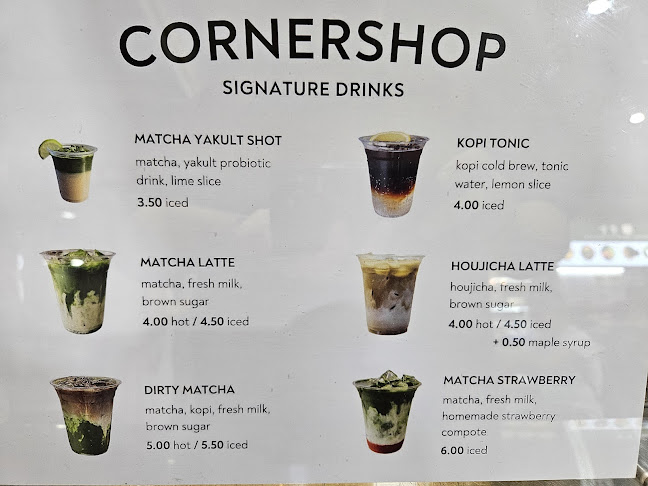 CORNERSHOP
SIGNATURE DRINKS
MATCHA YAKULT SHOT
matcha, yakult probiotic
drink, lime slice
3.50 iced
KOPI TONIC
kopi cold brew, tonic
water, lemon slice
4.00 iced
MATCHA LATTE
matcha, fresh milk,
brown sugar
4.00 hot / 4.50 iced
HOUJICHA LATTE
houjicha, fresh milk,
brown sugar
4.00 hot / 4.50 iced
+ 0.50 maple syrup
DIRTY MATCHA
matcha, kopi, fresh milk,
brown sugar
5.00 hot / 5.50 iced
MATCHA STRAWBERRY
matcha, fresh milk,
homemade strawberry
compote
6.00 iced